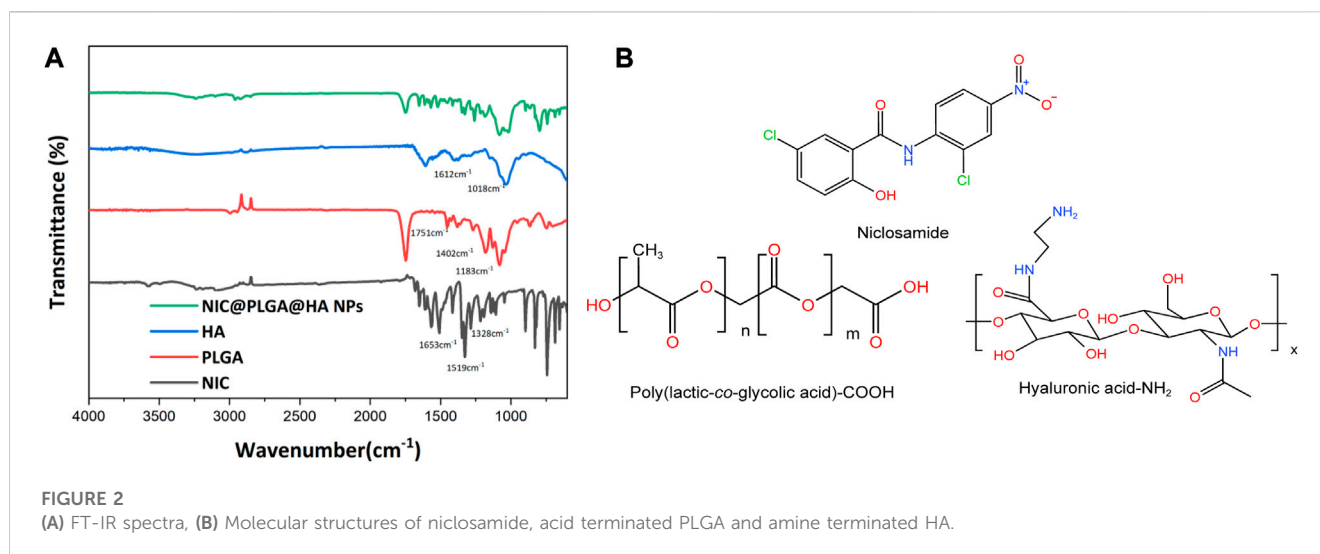 A
Transmittance (%)
1612cm⁻¹
1018cm⁻¹
1751cm⁻¹
1402cm⁻¹
1183cm⁻¹
NIC@PLGA@HA NPs
HA
PLGA
NIC
1328cm⁻¹
1653cm⁻¹
1519cm⁻¹
4000 3500 3000 2500 2000 1500 1000
Wavenumber(cm⁻¹)
B
O
N⁺
O⁻
O
Cl
N
H
Cl
OH
Niclosamide
CH₃
HO
O
O
n
O
O
m
OH
O
Poly(lactic-co-glycolic acid)-COOH
NH₂
HN
O
O
O
HO
OH
OH
HO
O
O
O
NH
O
x
Hyaluronic acid-NH₂
FIGURE 2
(A) FT-IR spectra, (B) Molecular structures of niclosamide, acid terminated PLGA and amine terminated HA.